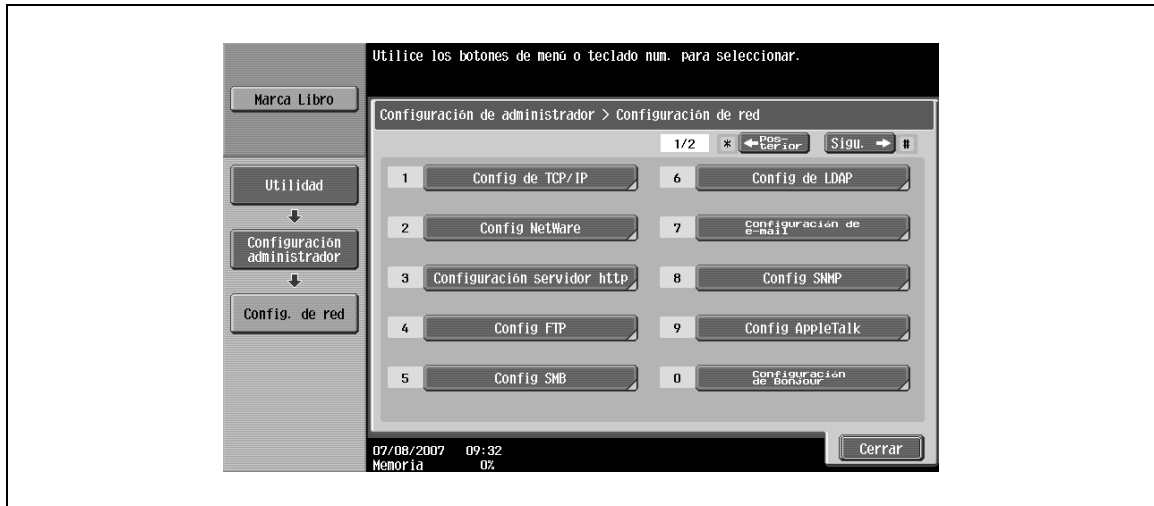 Utilice los botones de menú o teclado num. para seleccionar.
Marca Libro
Configuración de administrador > Configuración de red
1/2 * ←Pos-
terior Sigu. → #
Utilidad
Configuración
administrador
Config. de red
1 Config de TCP/IP
2 Config NetWare
3 Configuración servidor http
4 Config FTP
5 Config SMB
6 Config de LDAP
7 Configuración de
e-mail
8 Config SNMP
9 Config AppleTalk
0 Configuración
de Bonjour
07/08/2007 09:32
Memoria 0%
Cerrar